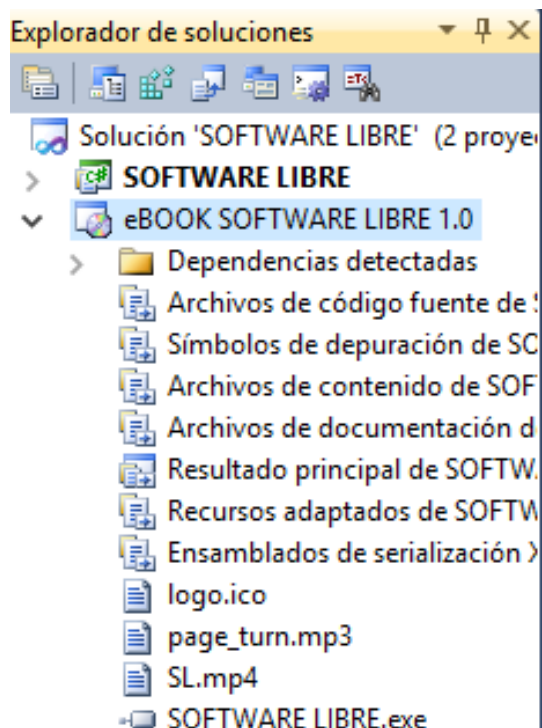 Explorador de soluciones
Solución 'SOFTWARE LIBRE' (2 proye
SOFTWARE LIBRE
eBOOK SOFTWARE LIBRE 1.0
Dependencias detectadas
Archivos de código fuente de
Símbolos de depuración de SO
Archivos de contenido de SOF
Archivos de documentación d
Resultado principal de SOFTW
Recursos adaptados de SOFTW
Ensamblados de serialización
logo.ico
page_turn.mp3
SL.mp4
SOFTWARE LIBRE.exe